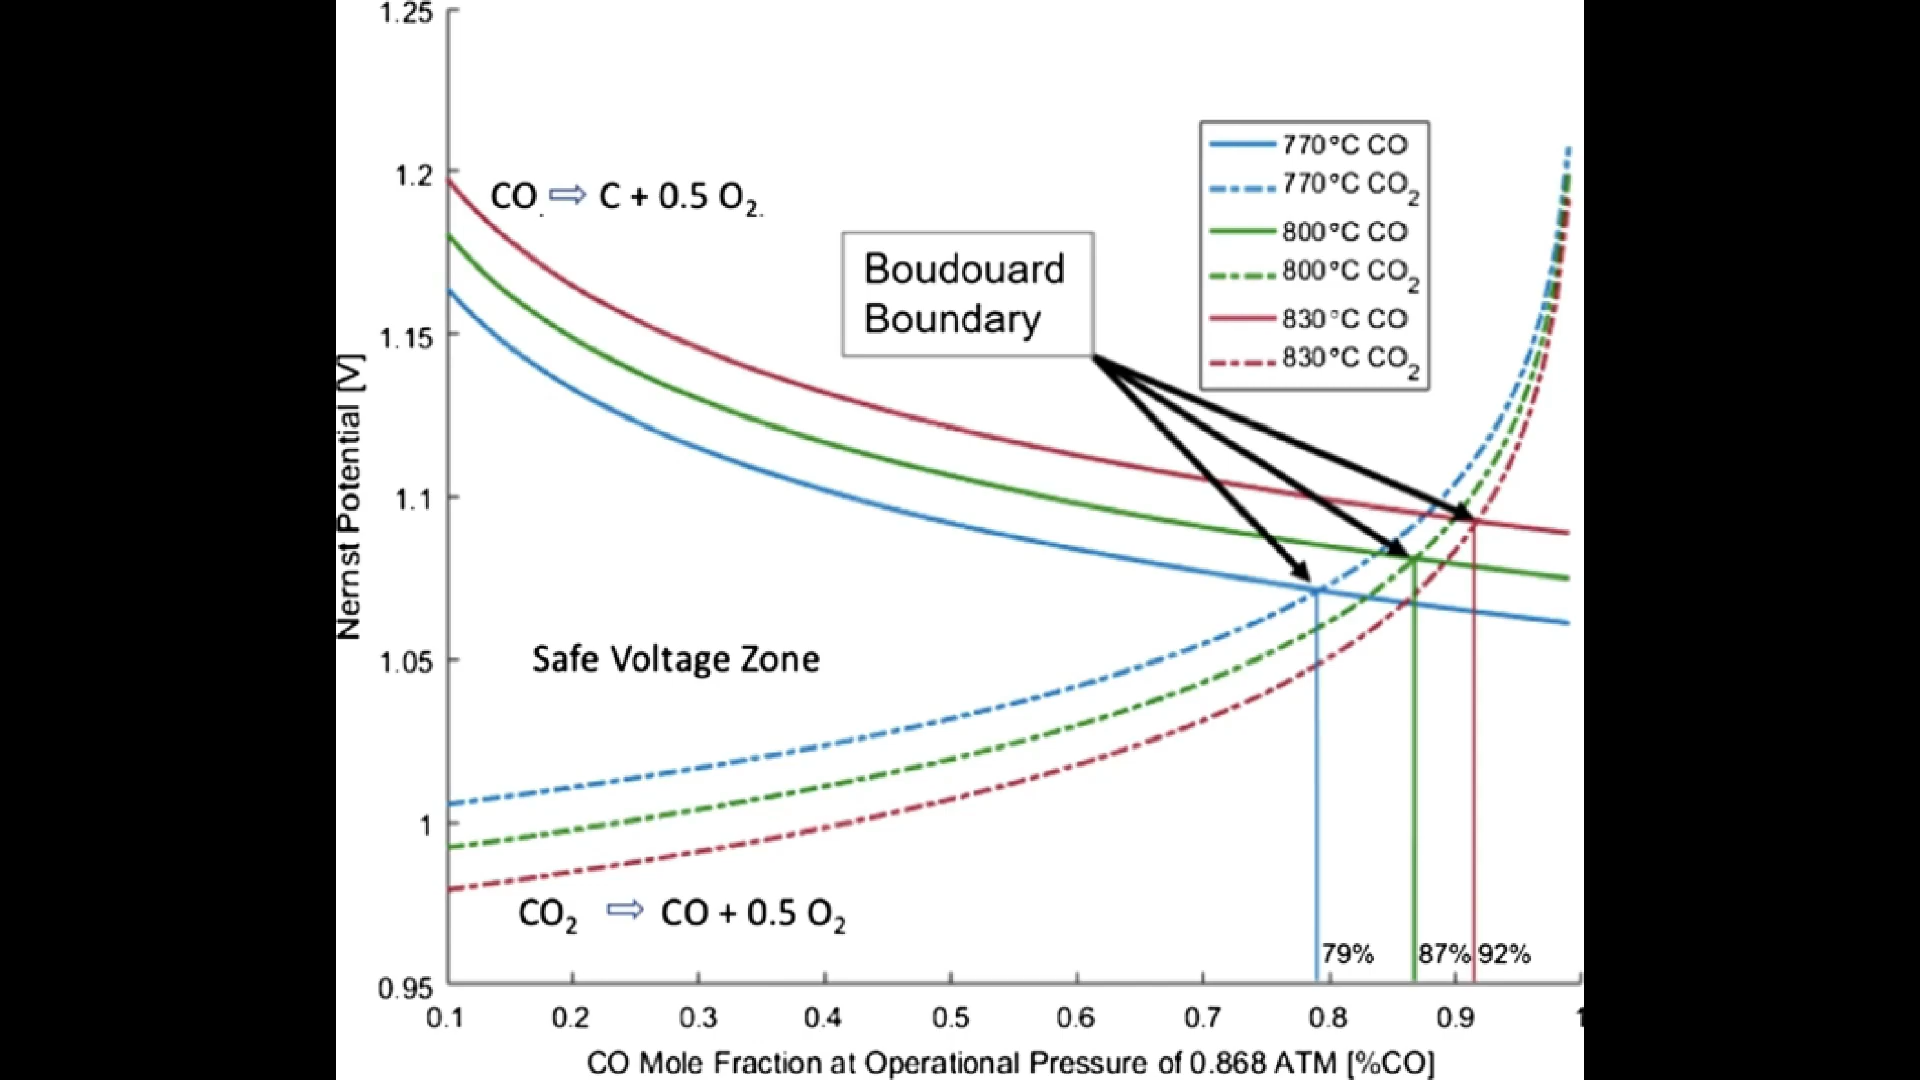 1.25
1.2
1.15
1.1
1.05
1
0.95
Nernst Potential [V]
CO ⇨ C + 0.5 O₂
Boudouard
Boundary
770°C CO
770°C CO₂
800°C CO
800°C CO₂
830°C CO
830°C CO₂
Safe Voltage Zone
CO₂ ⇨ CO + 0.5 O₂
79% 87% 92%
0.1 0.2 0.3 0.4 0.5 0.6 0.7 0.8 0.9 1
CO Mole Fraction at Operational Pressure of 0.868 ATM [%CO]